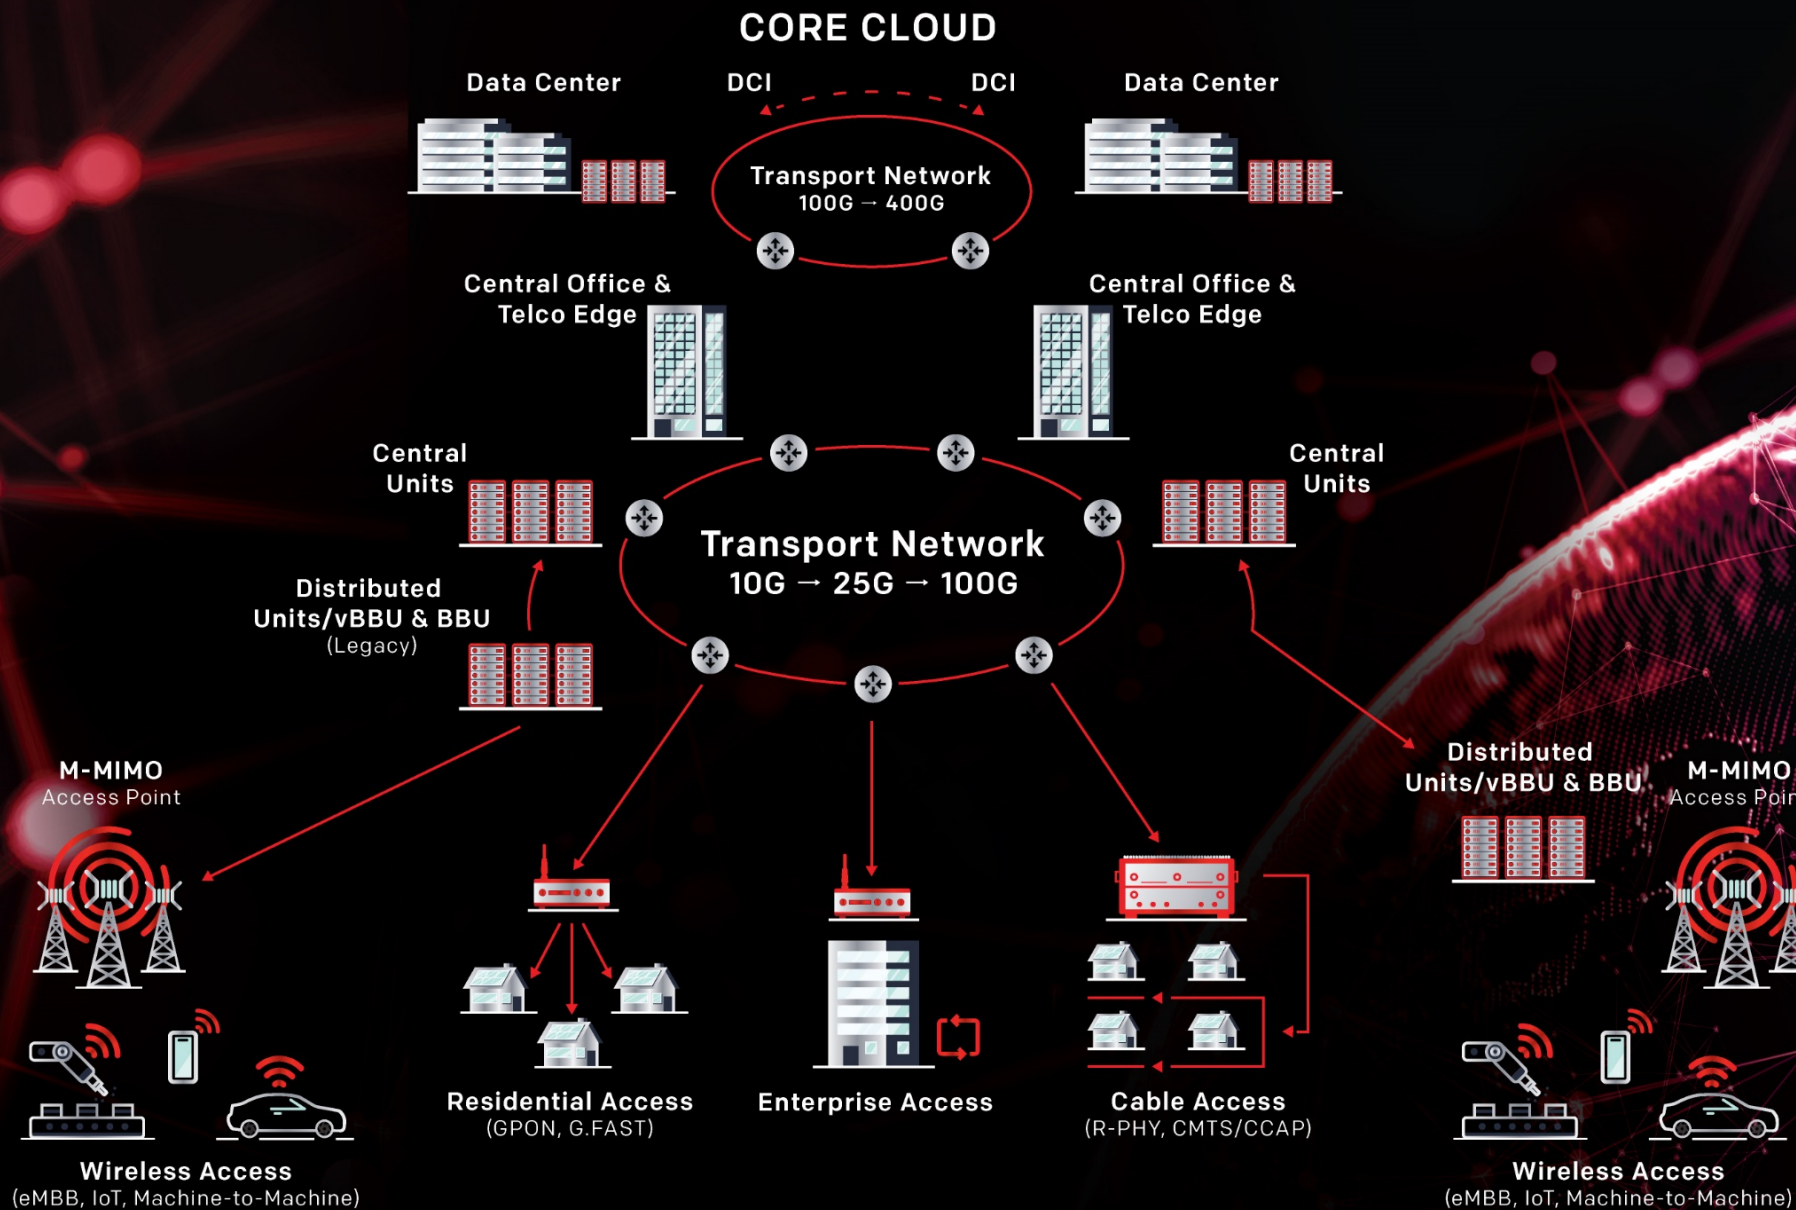 CORE CLOUD
Data Center
DCI
DCI
Data Center
Transport Network
100G → 400G
Central Office &
Telco Edge
Central Office &
Telco Edge
Central
Units
Central
Units
Transport Network
10G → 25G → 100G
Distributed
Units/vBBU & BBU
(Legacy)
Distributed
Units/vBBU & BBU
M-MIMO
Access Point
M-MIMO
Access Poin
Residential Access
(GPON, G.FAST)
Enterprise Access
Cable Access
(R-PHY, CMTS/CCAP)
Wireless Access
(eMBB, IoT, Machine-to-Machine)
Wireless Access
(eMBB, IoT, Machine-to-Machine)